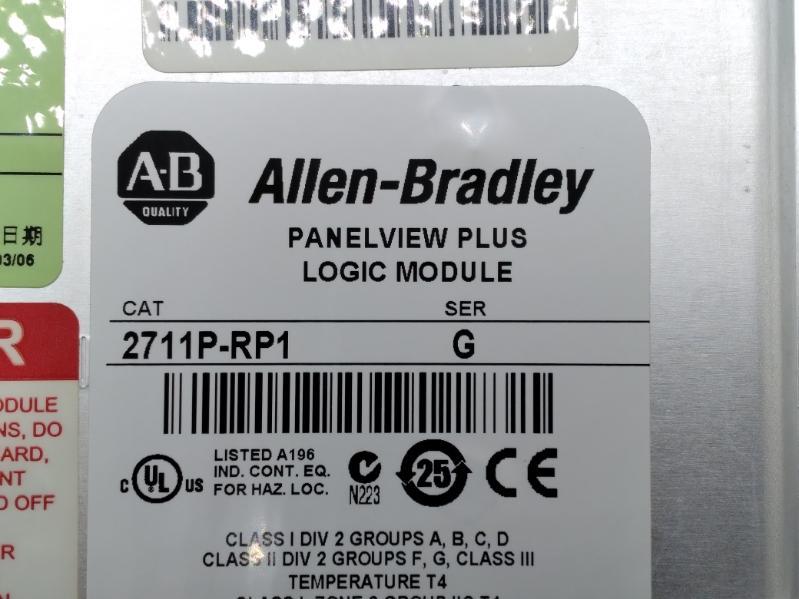 A-B
QUALITY
Allen-Bradley
PANELVIEW PLUS
LOGIC MODULE
CAT SER
2711P-RP1 G
LISTED A196
IND. CONT. EQ.
FOR HAZ. LOC.
C UL US
N223
25
CE
CLASS I DIV 2 GROUPS A, B, C, D
CLASS II DIV 2 GROUPS F, G, CLASS III
TEMPERATURE T4
日期
03/06
R
ODULE
NS, DO
ARD,
NT
D OFF
R